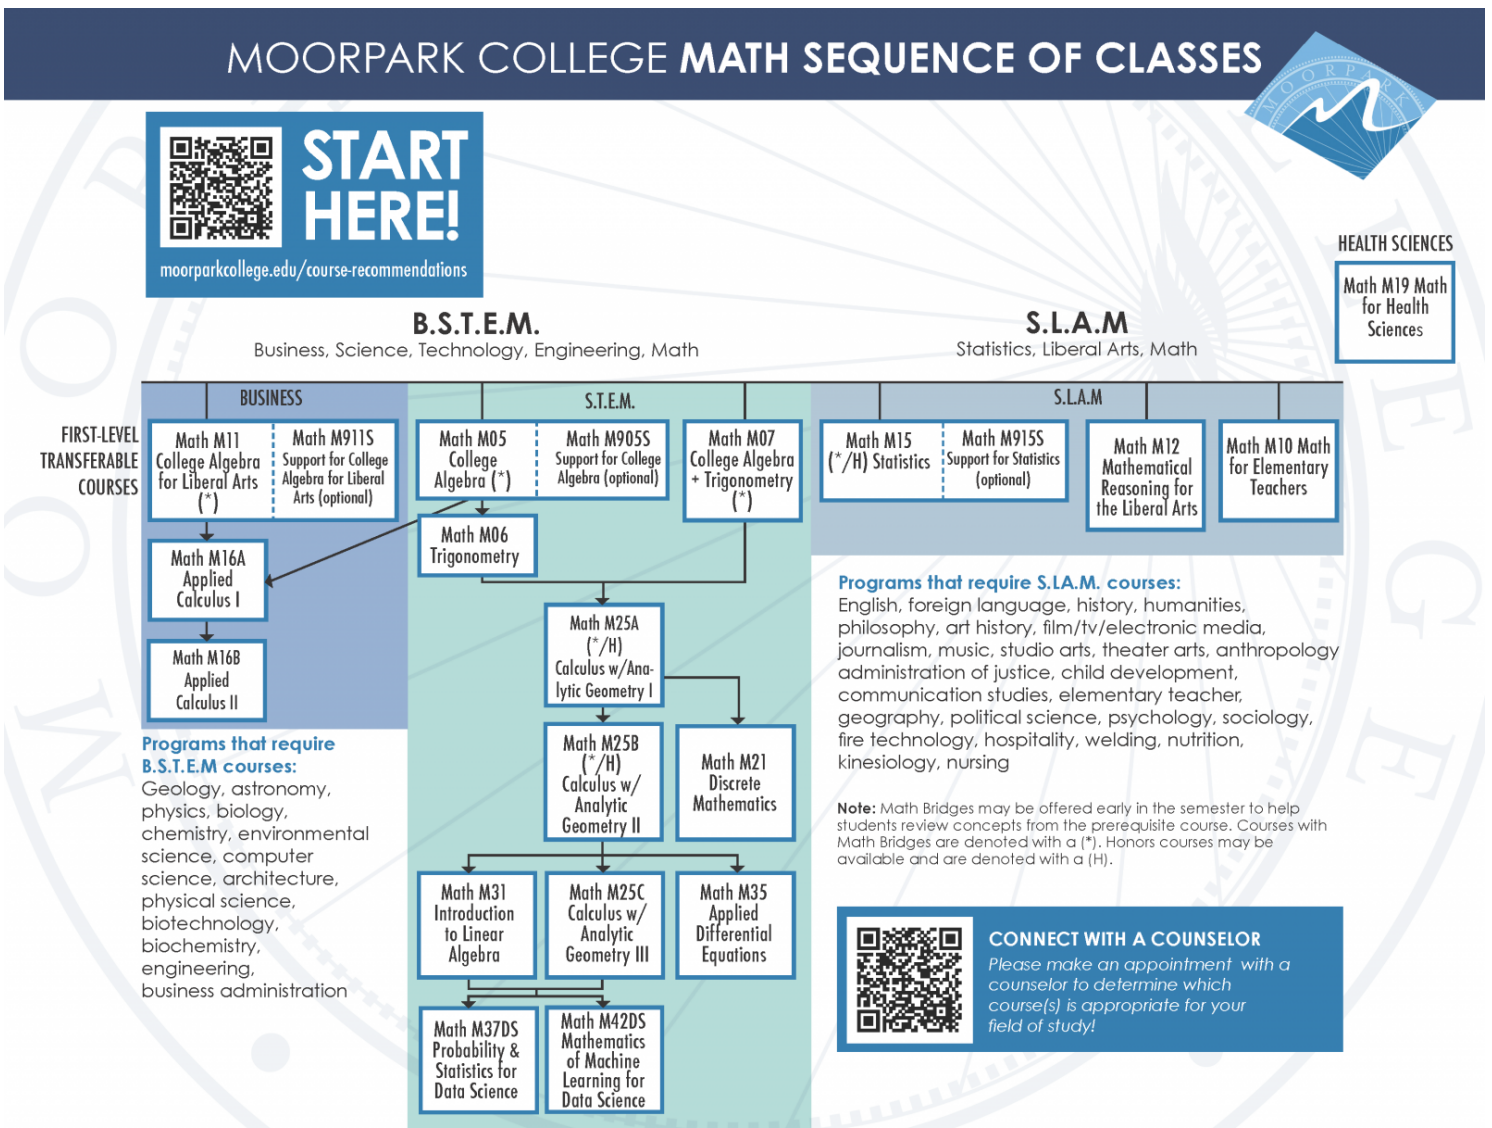 MOORPARK COLLEGE MATH SEQUENCE OF CLASSES
MOORPARK
START
HERE!
moorparkcollege.edu/course-recommendations
HEALTH SCIENCES
Math M19 Math
for Health
Sciences
B.S.T.E.M.
Business, Science, Technology, Engineering, Math
S.L.A.M
Statistics, Liberal Arts, Math
BUSINESS
S.T.E.M.
S.L.A.M
FIRST-LEVEL
TRANSFERABLE
COURSES
Math M11
College Algebra
for Liberal Arts
(*)
Math M911S
Support for College
Algebra for Liberal
Arts (optional)
Math M05
College
Algebra (*)
Math M905S
Support for College
Algebra (optional)
Math M07
College Algebra
+ Trigonometry
(*)
Math M15
(*/H) Statistics
Math M915S
Support for Statistics
(optional)
Math M12
Mathematical
Reasoning for
the Liberal Arts
Math M10 Math
for Elementary
Teachers
Math M16A
Applied
Calculus I
Math M06
Trigonometry
Math M16B
Applied
Calculus II
Math M25A
(*/H)
Calculus w/Ana-
lytic Geometry I
Math M25B
(*/H)
Calculus w/
Analytic
Geometry II
Math M21
Discrete
Mathematics
Math M31
Introduction
to Linear
Algebra
Math M25C
Calculus w/
Analytic
Geometry III
Math M35
Applied
Differential
Equations
Math M37DS
Probability &
Statistics for
Data Science
Math M42DS
Mathematics
of Machine
Learning for
Data Science
Programs that require
B.S.T.E.M courses:
Geology, astronomy,
physics, biology,
chemistry, environmental
science, computer
science, architecture,
physical science,
biotechnology,
biochemistry,
engineering,
business administration
Programs that require S.LA.M. courses:
English, foreign language, history, humanities,
philosophy, art history, film/tv/electronic media,
journalism, music, studio arts, theater arts, anthropology
administration of justice, child development,
communication studies, elementary teacher,
geography, political science, psychology, sociology,
fire technology, hospitality, welding, nutrition,
kinesiology, nursing
Note: Math Bridges may be offered early in the semester to help
students review concepts from the prerequisite course. Courses with
Math Bridges are denoted with a (*). Honors courses may be
available and are denoted with a (H).
CONNECT WITH A COUNSELOR
Please make an appointment with a
counselor to determine which
course(s) is appropriate for your
field of study!